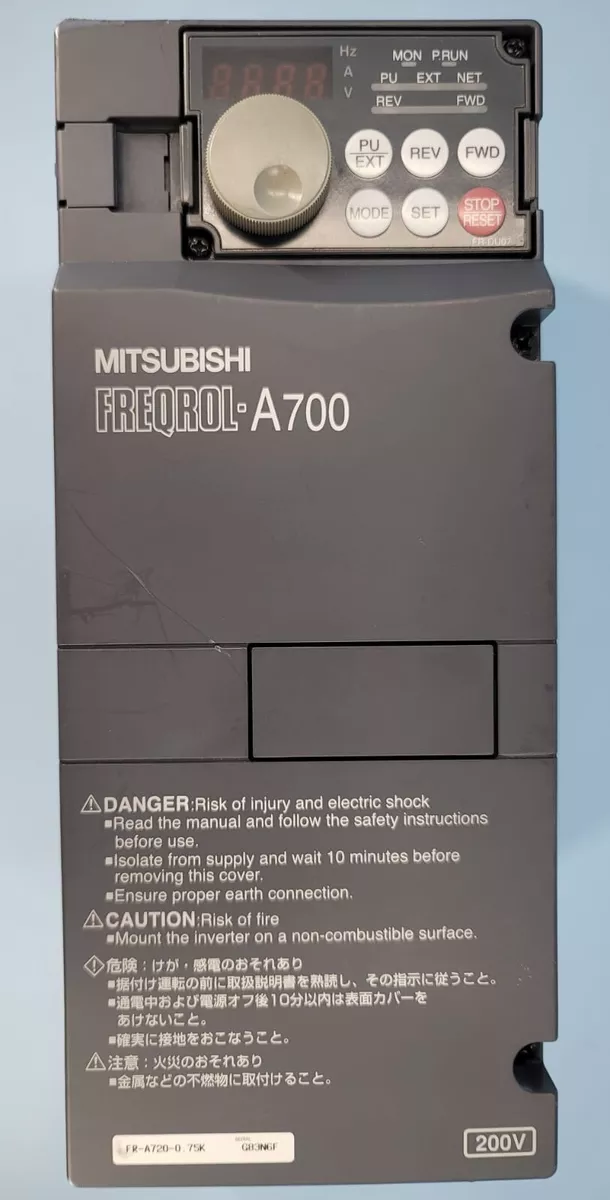 8888
Hz
A
V
MON P.RUN
PU EXT NET
REV FWD
PU
EXT
REV
FWD
MODE
SET
STOP
RESET
FR-DU07
MITSUBISHI
FREQROL-A700
⚠DANGER:Risk of injury and electric shock
■Read the manual and follow the safety instructions
before use.
■Isolate from supply and wait 10 minutes before
removing this cover.
■Ensure proper earth connection.
⚠CAUTION:Risk of fire
■Mount the inverter on a non-combustible surface.
危険：けが・感電のおそれあり
■据付け運転の前に取扱説明書を熟読し、その指示に従うこと。
■通電中および電源オフ後10分以内は表面カバーを
あけないこと。
■確実に接地をおこなうこと。
⚠注意：火災のおそれあり
■金属などの不燃物に取付けること。
FR-A720-0.75K
200V